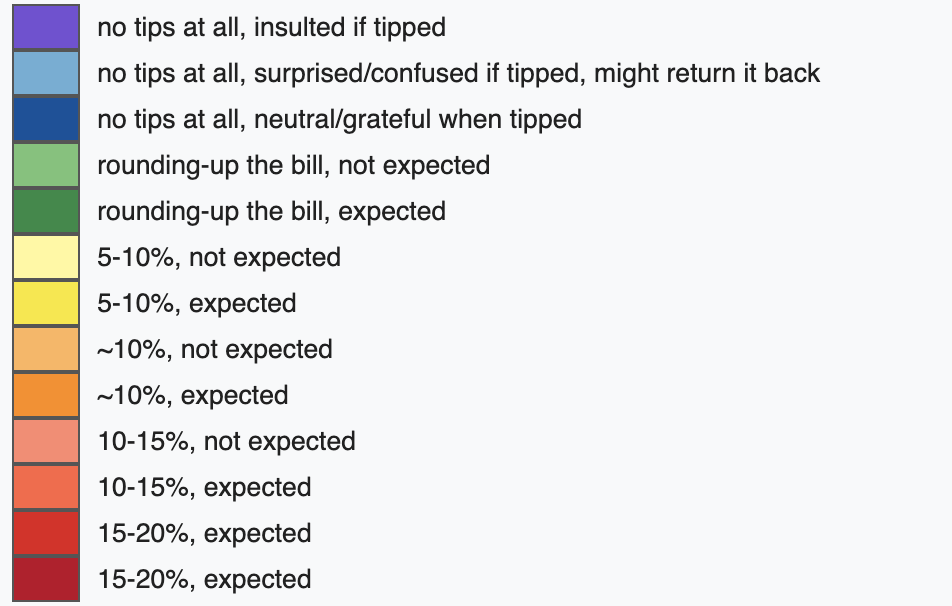 no tips at all, insulted if tipped
no tips at all, surprised/confused if tipped, might return it back
no tips at all, neutral/grateful when tipped
rounding-up the bill, not expected
rounding-up the bill, expected
5-10%, not expected
5-10%, expected
~10%, not expected
~10%, expected
10-15%, not expected
10-15%, expected
15-20%, expected
15-20%, expected